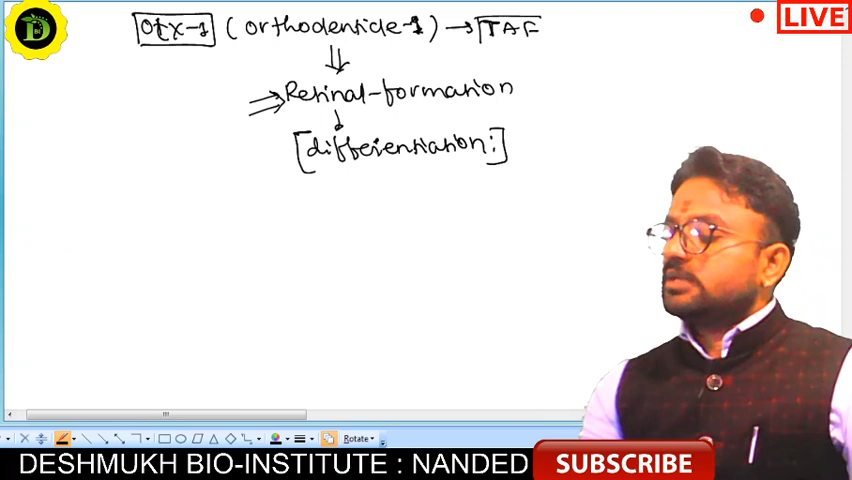 Otx-1 (orthodenticle-1) → TAF
Retinal-formation
[differentiation:]
LIVE
D
Rotate
DESHMUKH BIO-INSTITUTE : NANDED
SUBSCRIBE